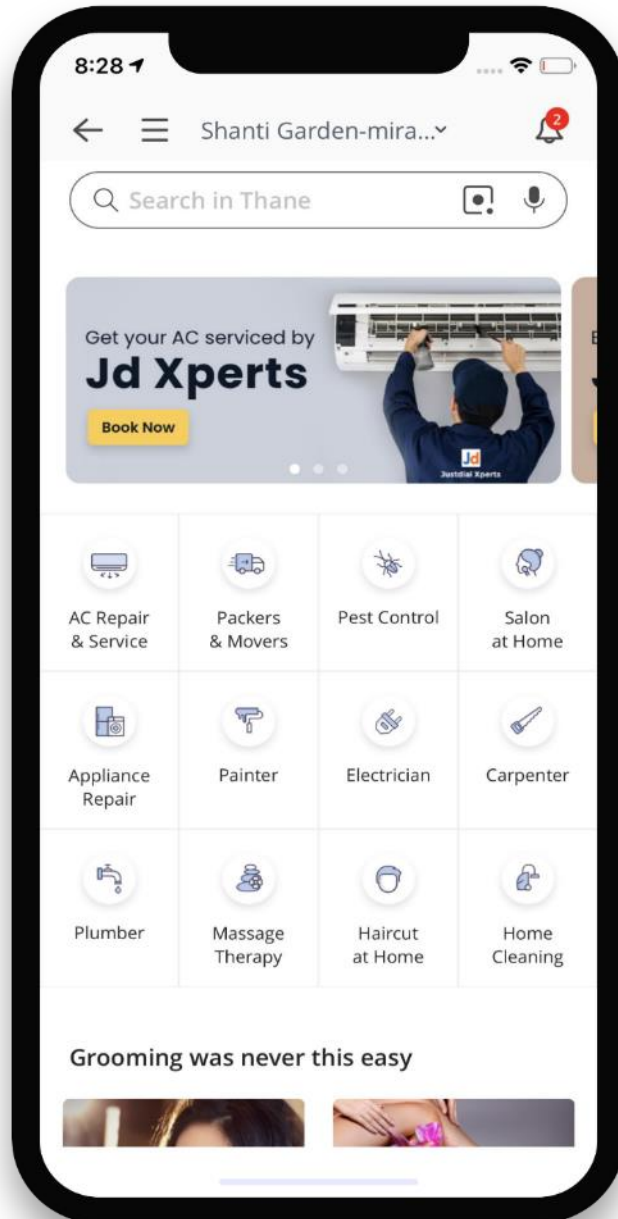 8:28
2
Shanti Garden-mira...
Search in Thane
Get your AC serviced by
Jd Xperts
Book Now
Jd
Justdial Xperts
AC Repair
& Service
Packers
& Movers
Pest Control
Salon
at Home
Appliance
Repair
Painter
Electrician
Carpenter
Plumber
Massage
Therapy
Haircut
at Home
Home
Cleaning
Grooming was never this easy